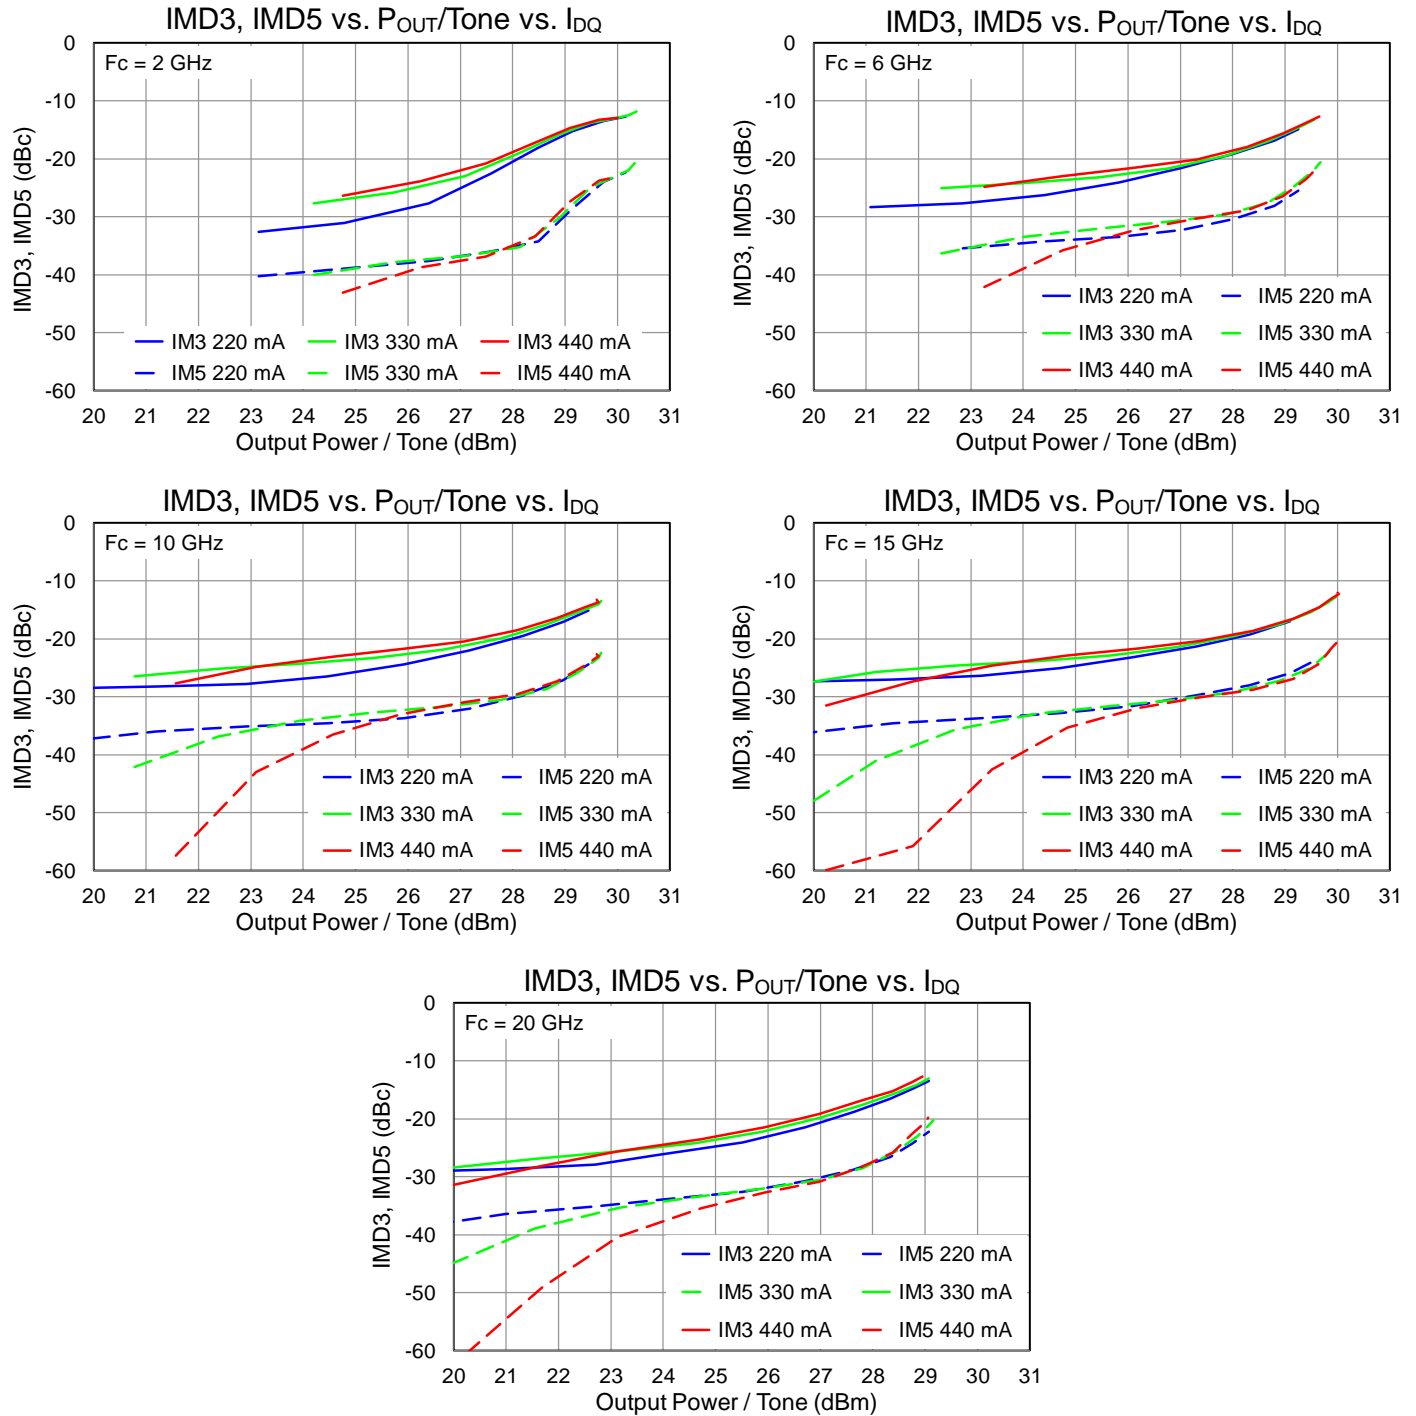 IMD3, IMD5 vs. POUT/Tone vs. IDQ
Fc = 2 GHz
IMD3, IMD5 (dBc)
0
-10
-20
-30
-40
-50
-60
IM3 220 mA IM3 330 mA IM3 440 mA
IM5 220 mA IM5 330 mA IM5 440 mA
20 21 22 23 24 25 26 27 28 29 30 31
Output Power / Tone (dBm)
IMD3, IMD5 vs. POUT/Tone vs. IDQ
Fc = 6 GHz
IMD3, IMD5 (dBc)
0
-10
-20
-30
-40
-50
-60
IM3 220 mA IM5 220 mA
IM3 330 mA IM5 330 mA
IM3 440 mA IM5 440 mA
20 21 22 23 24 25 26 27 28 29 30 31
Output Power / Tone (dBm)
IMD3, IMD5 vs. POUT/Tone vs. IDQ
Fc = 10 GHz
IMD3, IMD5 (dBc)
0
-10
-20
-30
-40
-50
-60
IM3 220 mA IM5 220 mA
IM3 330 mA IM5 330 mA
IM3 440 mA IM5 440 mA
20 21 22 23 24 25 26 27 28 29 30 31
Output Power / Tone (dBm)
IMD3, IMD5 vs. POUT/Tone vs. IDQ
Fc = 15 GHz
IMD3, IMD5 (dBc)
0
-10
-20
-30
-40
-50
-60
IM3 220 mA IM5 220 mA
IM3 330 mA IM5 330 mA
IM3 440 mA IM5 440 mA
20 21 22 23 24 25 26 27 28 29 30 31
Output Power / Tone (dBm)
IMD3, IMD5 vs. POUT/Tone vs. IDQ
Fc = 20 GHz
IMD3, IMD5 (dBc)
0
-10
-20
-30
-40
-50
-60
IM3 220 mA IM5 220 mA
IM5 330 mA IM3 330 mA
IM3 440 mA IM5 440 mA
20 21 22 23 24 25 26 27 28 29 30 31
Output Power / Tone (dBm)